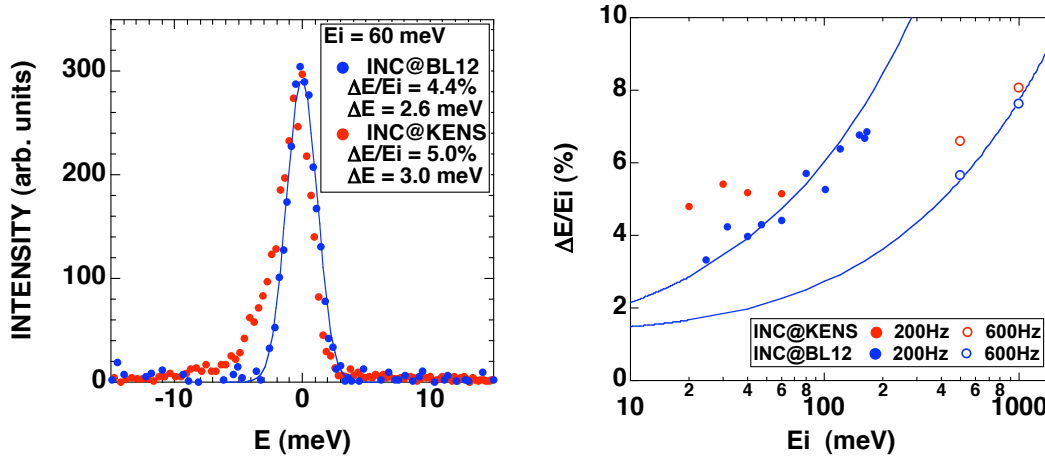 Ei = 60 meV
INC@BL12
ΔE/Ei = 4.4%
ΔE = 2.6 meV
INC@KENS
ΔE/Ei = 5.0%
ΔE = 3.0 meV
INTENSITY (arb. units)
300
200
100
0
-10 0 10
E (meV)
ΔE/Ei (%)
10
8
6
4
2
0
INC@KENS 200Hz 600Hz
INC@BL12 200Hz 600Hz
10 2 4 6 8 100 2 4 6 8 1000
Ei (meV)